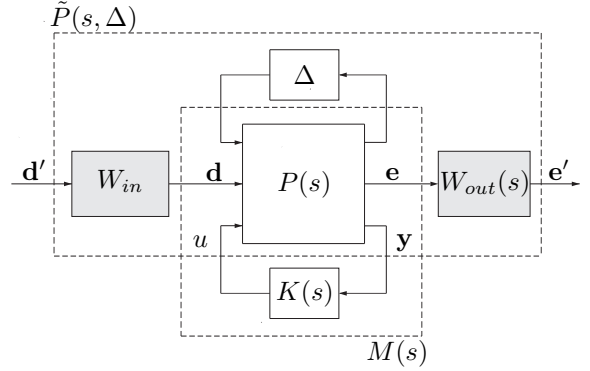 P̃(s, Δ)
Δ
d′
W_in
d
P(s)
e
W_out(s)
e′
u
y
K(s)
M(s)